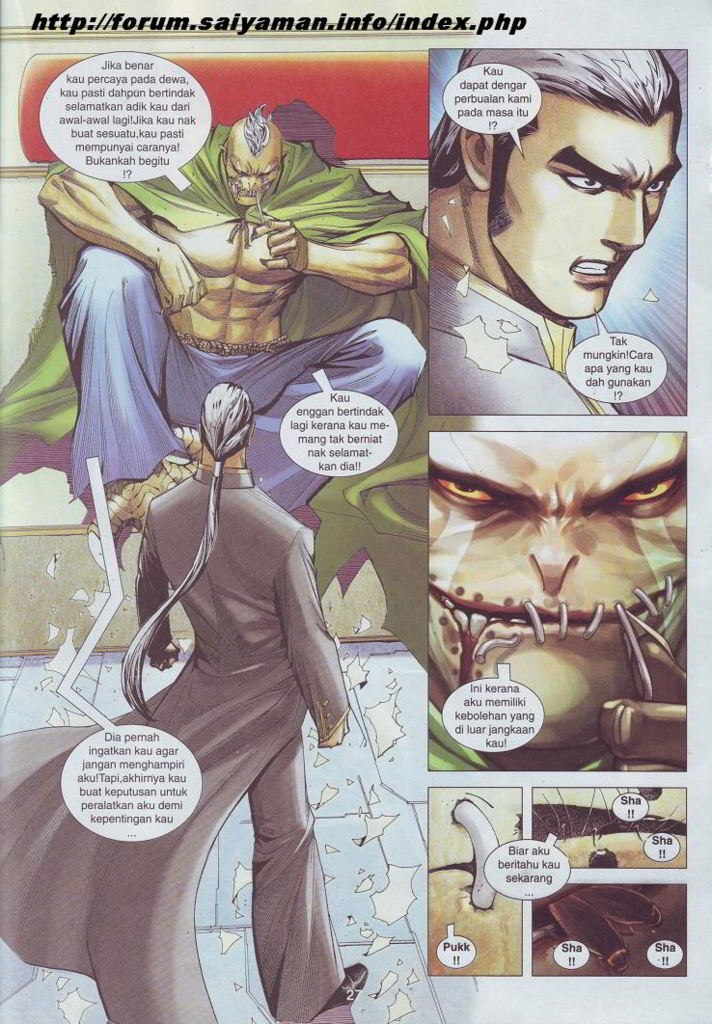 http://forum.saiyaman.info/index.php
Jika benar
kau percaya pada dewa,
kau pasti dahpun bertindak
selamatkan adik kau dari
awal-awal lagi!Jika kau nak
buat sesuatu,kau pasti
mempunyai caranya!
Bukankah begitu
!?
Kau
enggan bertindak
lagi kerana kau me-
mang tak berniat
nak selamat-
kan dia!!
Dia pernah
ingatkan kau agar
jangan menghampiri
aku!Tapi,akhirnya kau
buat keputusan untuk
peralatkan aku demi
kepentingan kau
...
Kau
dapat dengar
perbualan kami
pada masa itu
!?
Tak
mungkin!Cara
apa yang kau
dah gunakan
!?
Ini kerana
aku memiliki
kebolehan yang
di luar jangkaan
kau!
Biar aku
beritahu kau
sekarang
...
Pukk
!!
Sha
!!
Sha
!!
Sha
!!
Sha
!!
27